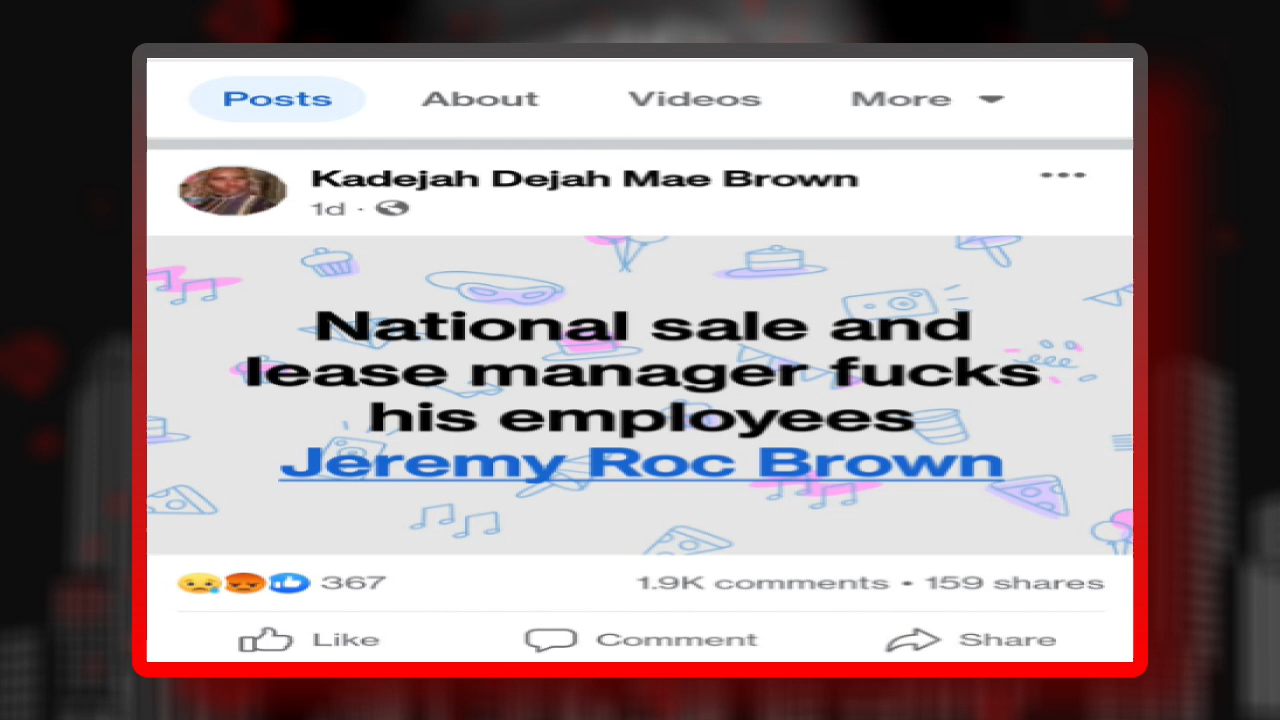 Posts About Videos More
Kadejah Dejah Mae Brown
1d ·
National sale and
lease manager fucks
his employees
Jeremy Roc Brown
367 1.9K comments • 159 shares
Like Comment Share